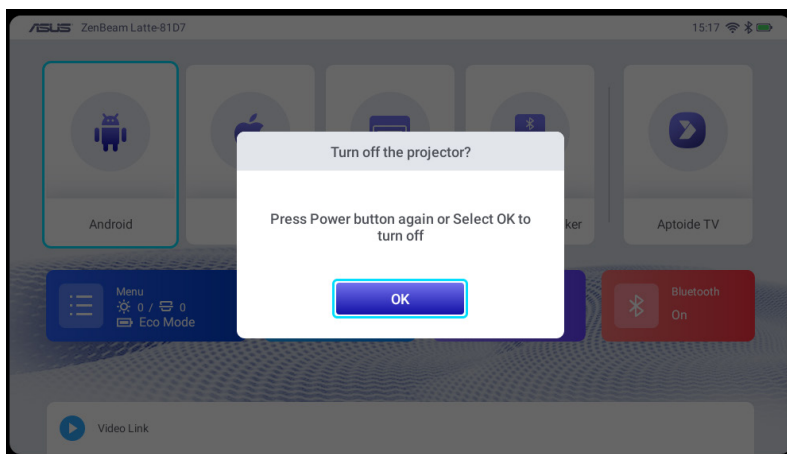 ASUS ZenBeam Latte-81D7 15:17
Turn off the projector?
Press Power button again or Select OK to
turn off
OK
Android
ker
Aptoide TV
Menu
0 / 0
Eco Mode
Bluetooth
On
Video Link